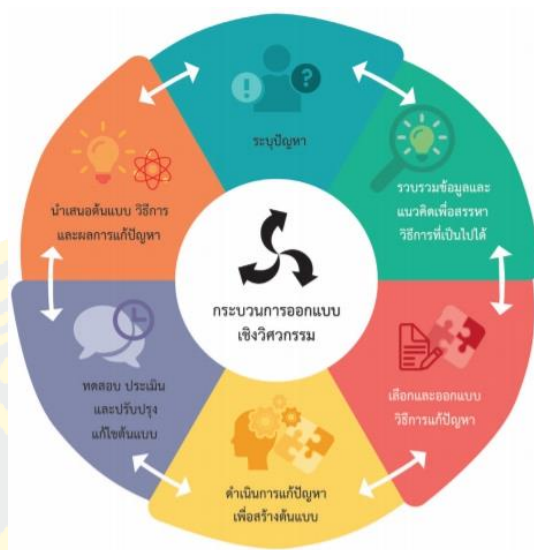 ระบุปัญหา
รวบรวมข้อมูลและ
แนวคิดเพื่อสรรหา
วิธีการที่เป็นไปได้
เลือกและออกแบบ
วิธีการแก้ปัญหา
ดำเนินการแก้ปัญหา
เพื่อสร้างต้นแบบ
ทดสอบ ประเมิน
และปรับปรุง
แก้ไขต้นแบบ
นำเสนอต้นแบบ วิธีการ
และผลการแก้ปัญหา
กระบวนการออกแบบ
เชิงวิศวกรรม